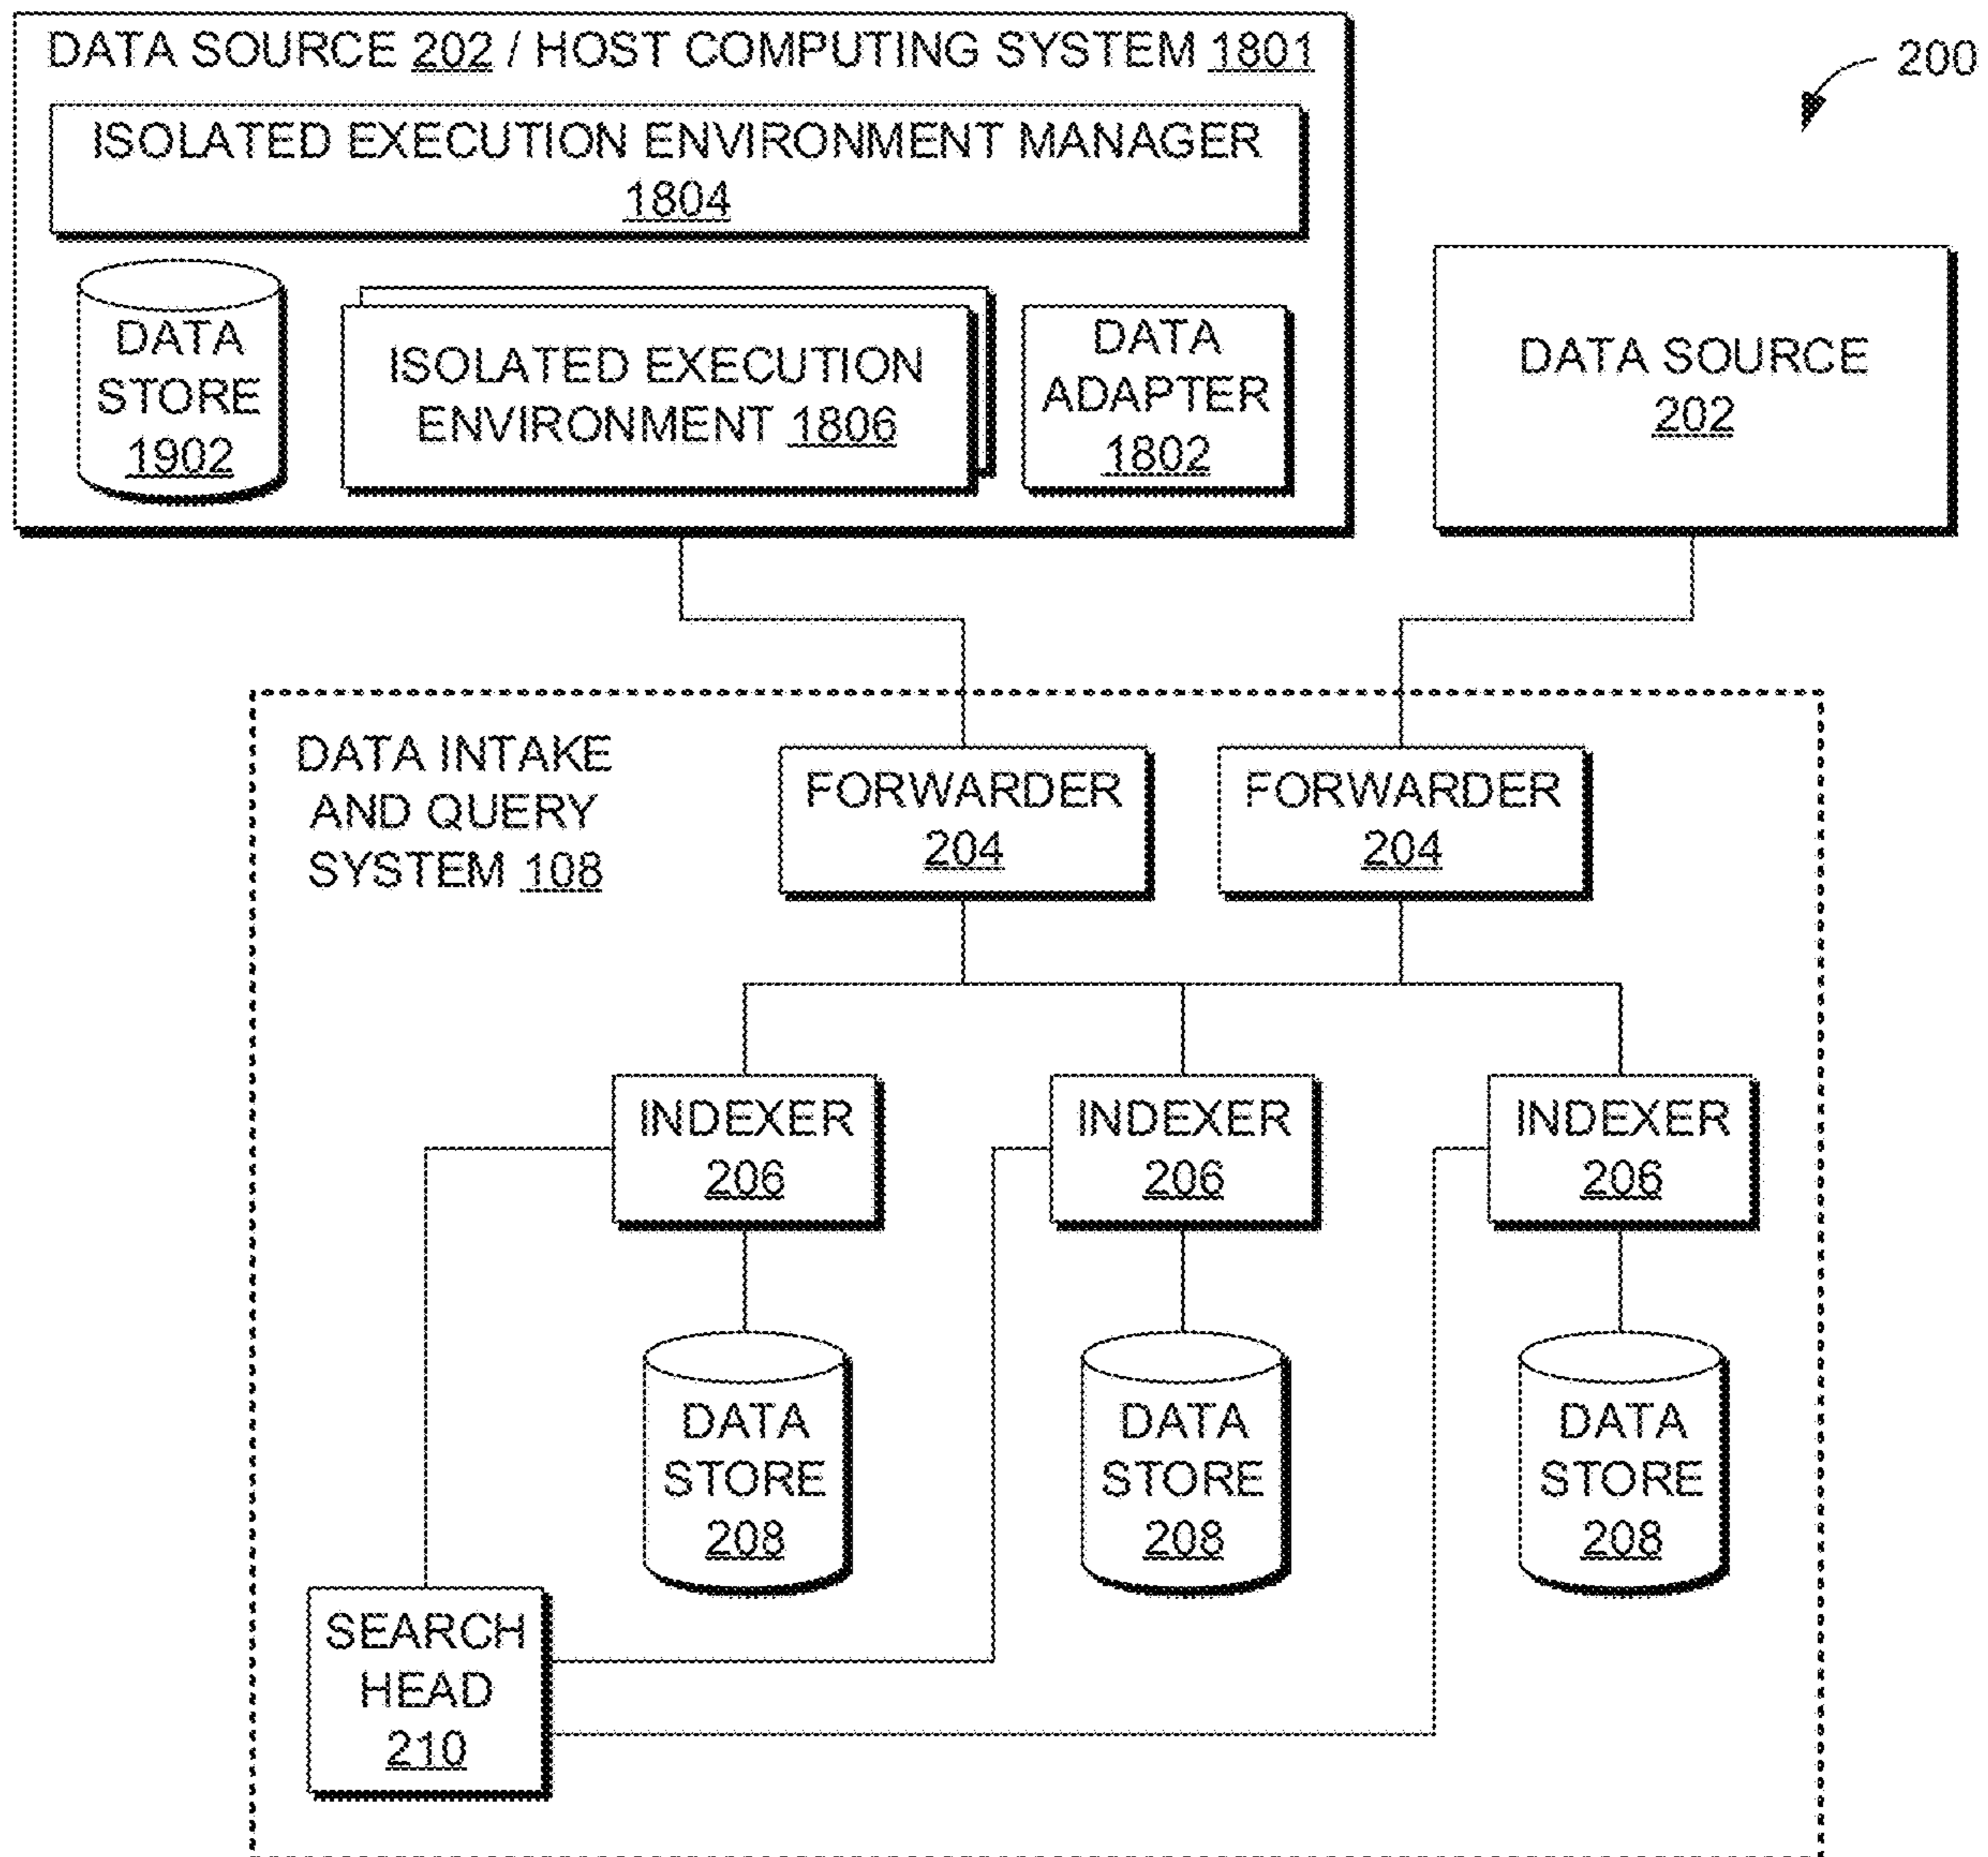 DATA SOURCE 202 / HOST COMPUTING SYSTEM 1801
200
ISOLATED EXECUTION ENVIRONMENT MANAGER
1804
DATA
STORE
1902
ISOLATED EXECUTION
ENVIRONMENT 1806
DATA
ADAPTER
1802
DATA SOURCE
202
DATA INTAKE
AND QUERY
SYSTEM 108
FORWARDER
204
FORWARDER
204
INDEXER
206
INDEXER
206
INDEXER
206
DATA
STORE
208
DATA
STORE
208
DATA
STORE
208
SEARCH
HEAD
210